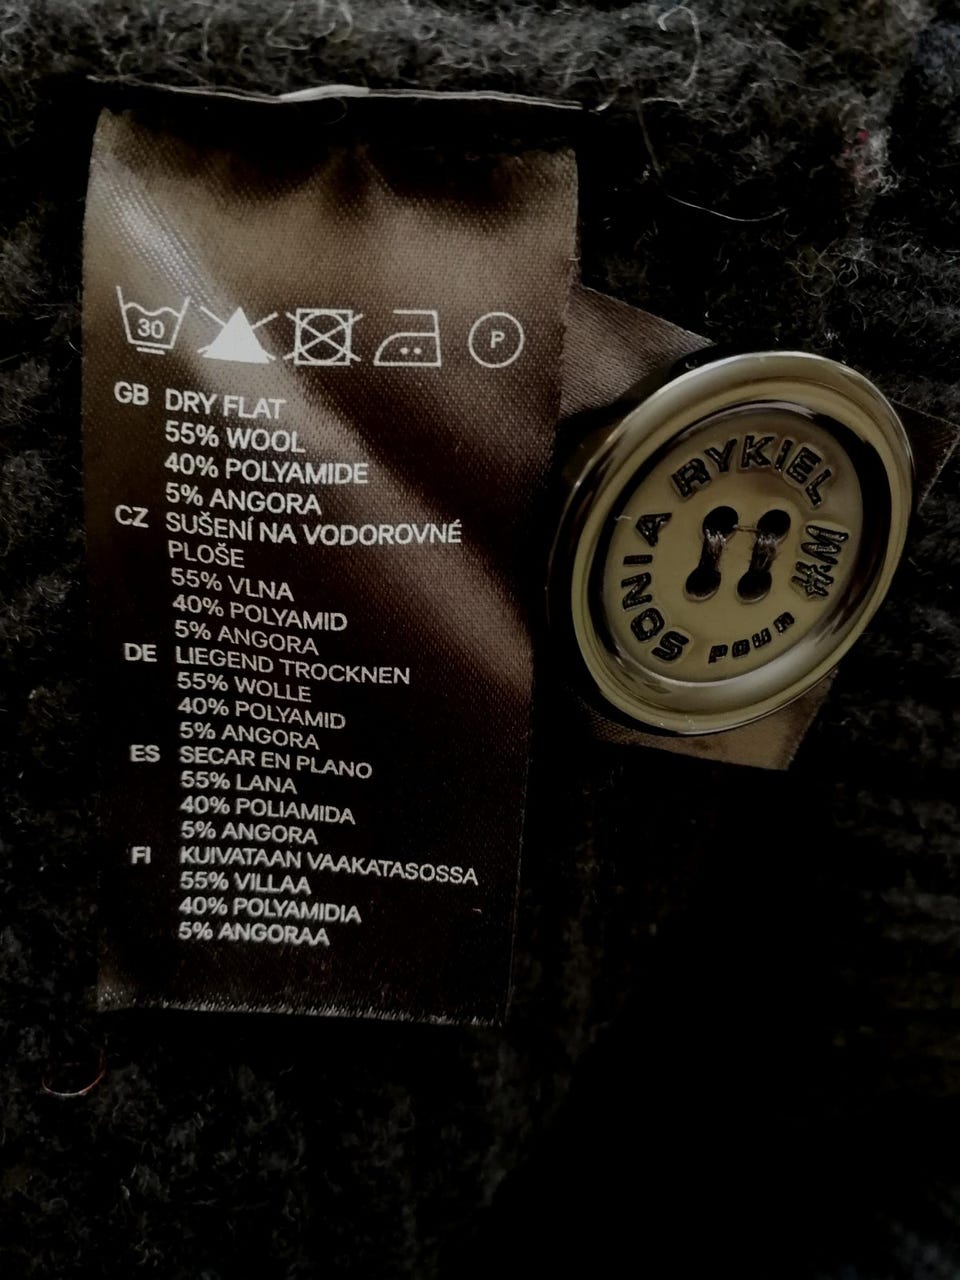 30
P
GB DRY FLAT
55% WOOL
40% POLYAMIDE
5% ANGORA
CZ SUŠENÍ NA VODOROVNÉ
PLOŠE
55% VLNA
40% POLYAMID
5% ANGORA
DE LIEGEND TROCKNEN
55% WOLLE
40% POLYAMID
5% ANGORA
ES SECAR EN PLANO
55% LANA
40% POLIAMIDA
5% ANGORA
FI KUIVATAAN VAAKATASOSSA
55% VILLAA
40% POLYAMIDIA
5% ANGORAA
SONIA RYKIEL
POUR H&M